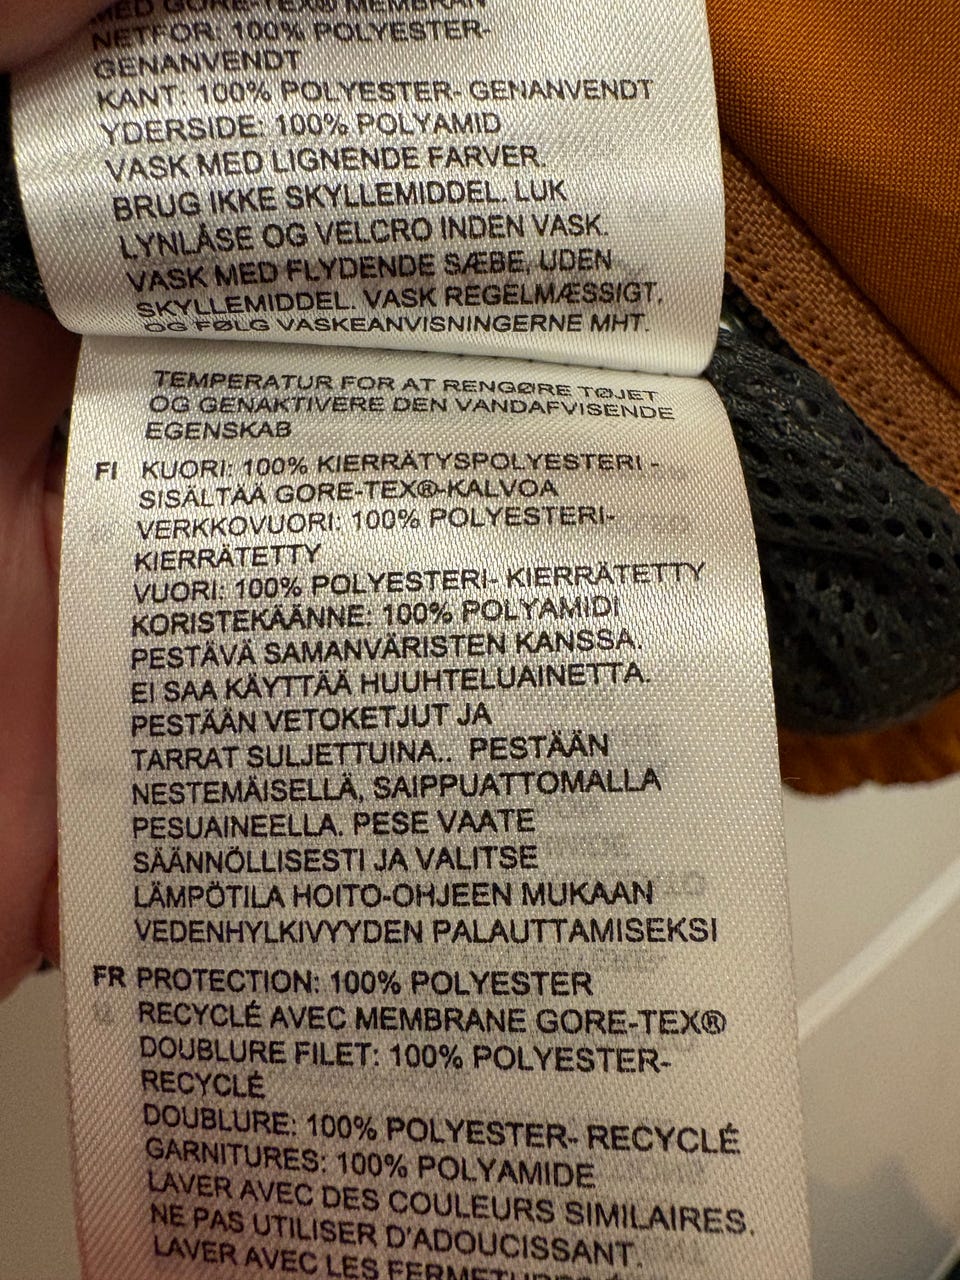 MED GORE-TEX® MEMBRAN
NETFOR: 100% POLYESTER-
GENANVENDT
KANT: 100% POLYESTER- GENANVENDT
YDERSIDE: 100% POLYAMID
VASK MED LIGNENDE FARVER.
BRUG IKKE SKYLLEMIDDEL. LUK
LYNLÅSE OG VELCRO INDEN VASK.
VASK MED FLYDENDE SÆBE, UDEN
SKYLLEMIDDEL. VASK REGELMÆSSIGT,
OG FØLG VASKEANVISNINGERNE MHT.
TEMPERATUR FOR AT RENGØRE TØJET
OG GENAKTIVERE DEN VANDAFVISENDE
EGENSKAB
FI KUORI: 100% KIERRÄTYSPOLYESTERI -
SISÄLTÄÄ GORE-TEX®-KALVOA
VERKKOVUORI: 100% POLYESTERI-
KIERRÄTETTY
VUORI: 100% POLYESTERI- KIERRÄTETTY
KORISTEKÄÄNNE: 100% POLYAMIDI
PESTÄVÄ SAMANVÄRISTEN KANSSA.
EI SAA KÄYTTÄÄ HUUHTELUAINETTA.
PESTÄÄN VETOKETJUT JA
TARRAT SULJETTUINA.. PESTÄÄN
NESTEMÄISELLÄ, SAIPPUATTOMALLA
PESUAINEELLA. PESE VAATE
SÄÄNNÖLLISESTI JA VALITSE
LÄMPÖTILA HOITO-OHJEEN MUKAAN
VEDENHYLKIVYYDEN PALAUTTAMISEKSI
FR PROTECTION: 100% POLYESTER
RECYCLÉ AVEC MEMBRANE GORE-TEX®
DOUBLURE FILET: 100% POLYESTER-
RECYCLÉ
DOUBLURE: 100% POLYESTER- RECYCLÉ
GARNITURES: 100% POLYAMIDE
LAVER AVEC DES COULEURS SIMILAIRES.
NE PAS UTILISER D'ADOUCISSANT.
LAVER AVEC LES FERMETURES